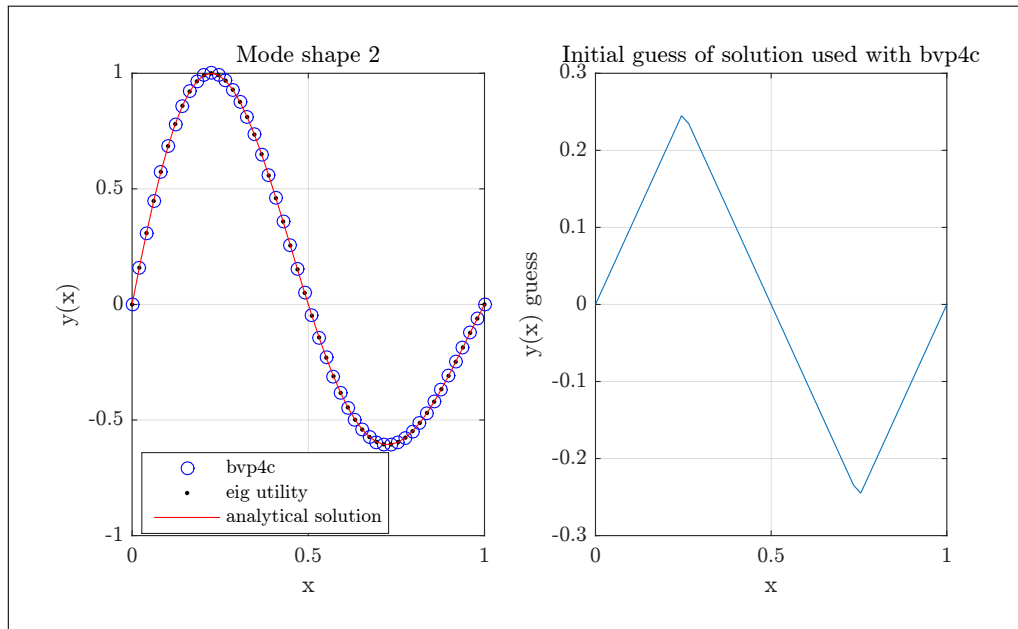 Mode shape 2
1
0.5
0
-0.5
-1
y(x)
bvp4c
eig utility
analytical solution
0
0.5
1
x
Initial guess of solution used with bvp4c
0.3
0.2
0.1
0
-0.1
-0.2
-0.3
y(x) guess
0
0.5
1
x